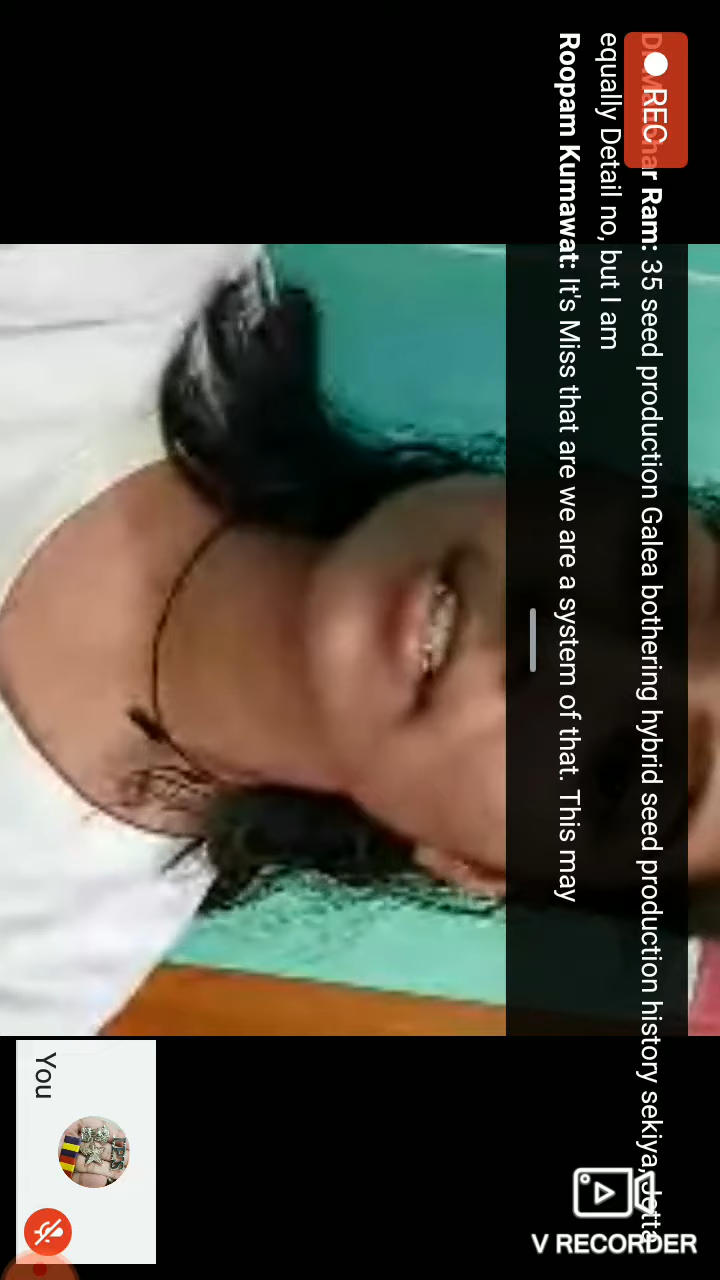 REC
Ram: 35 seed production Galea bothering hybrid seed production history sekiya,
equally Detail no, but I am
Roopam Kumawat: It's Miss that are we are a system of that. This may
You
V RECORDER